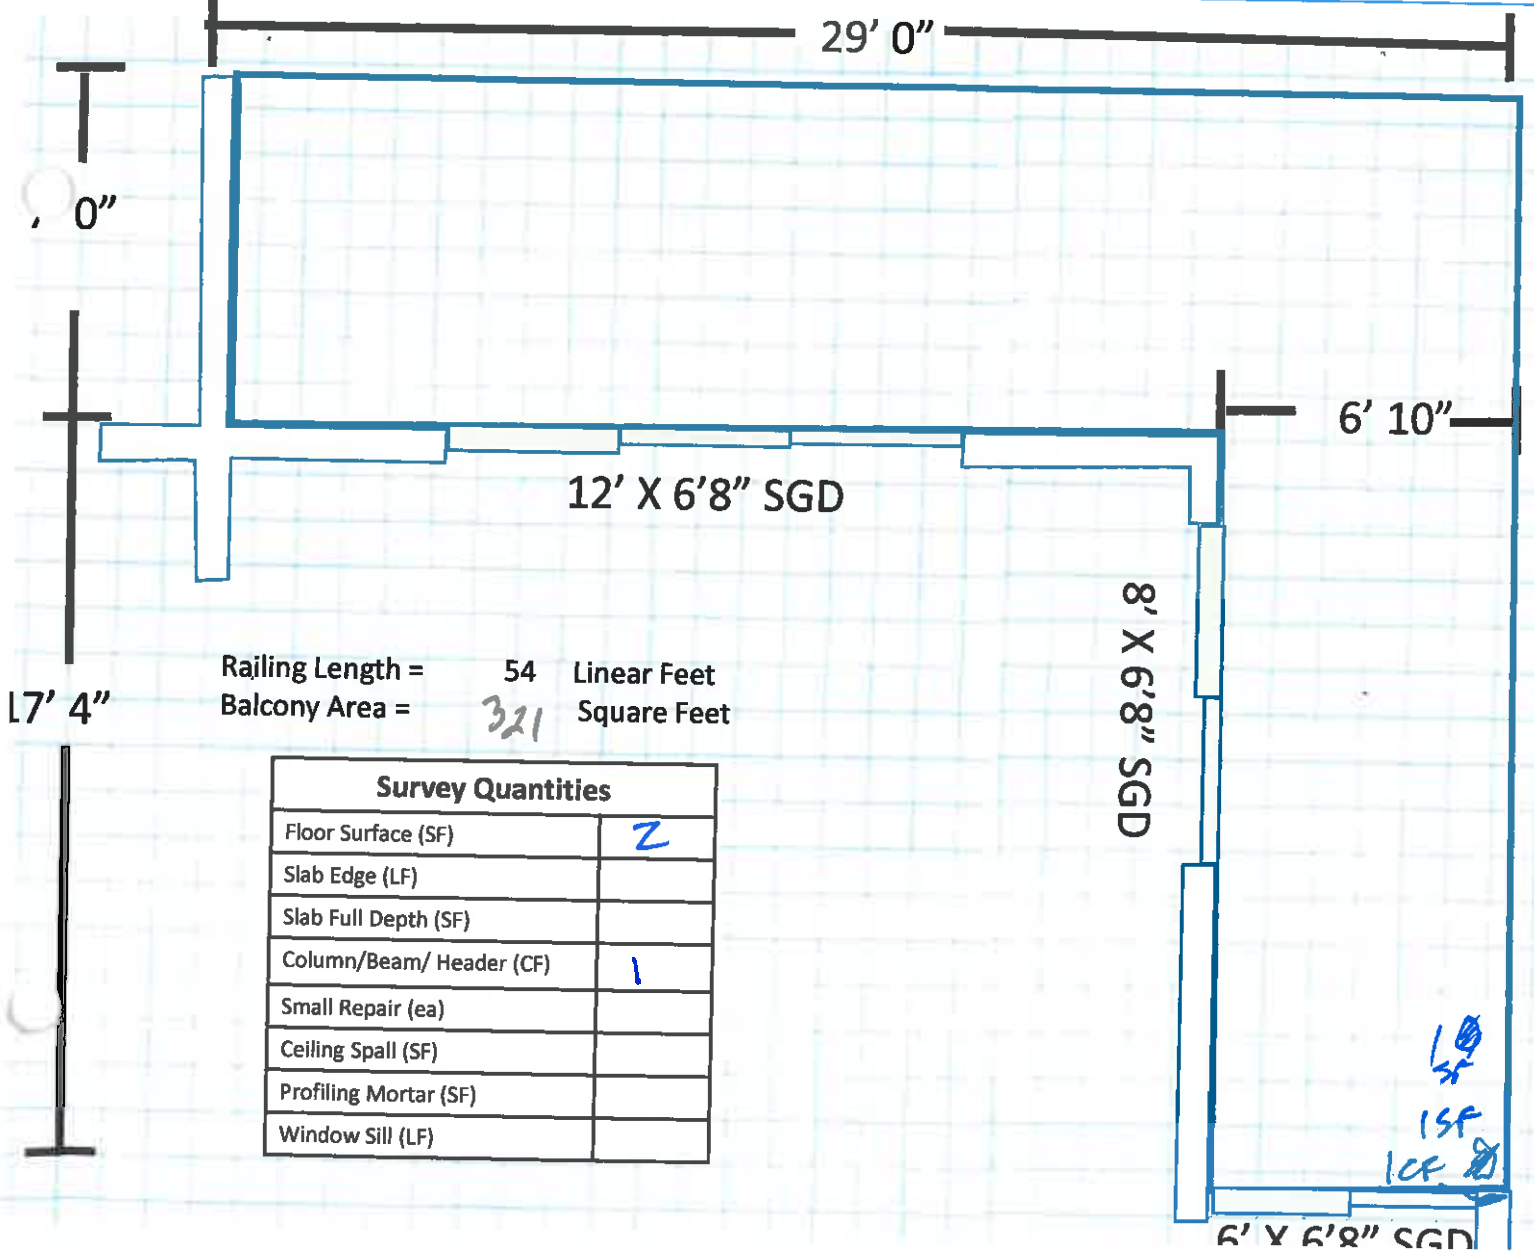 29' 0"
0"
6' 10"
12' X 6'8" SGD
8' X 6'8" SGD
Railing Length = 54 Linear Feet
Balcony Area = 321 Square Feet
17' 4"
Survey Quantities
Floor Surface (SF) 2
Slab Edge (LF)
Slab Full Depth (SF)
Column/Beam/ Header (CF) 1
Small Repair (ea)
Ceiling Spall (SF)
Profiling Mortar (SF)
Window Sill (LF)
1
SF
1SF
1CF
6' X 6'8" SGD